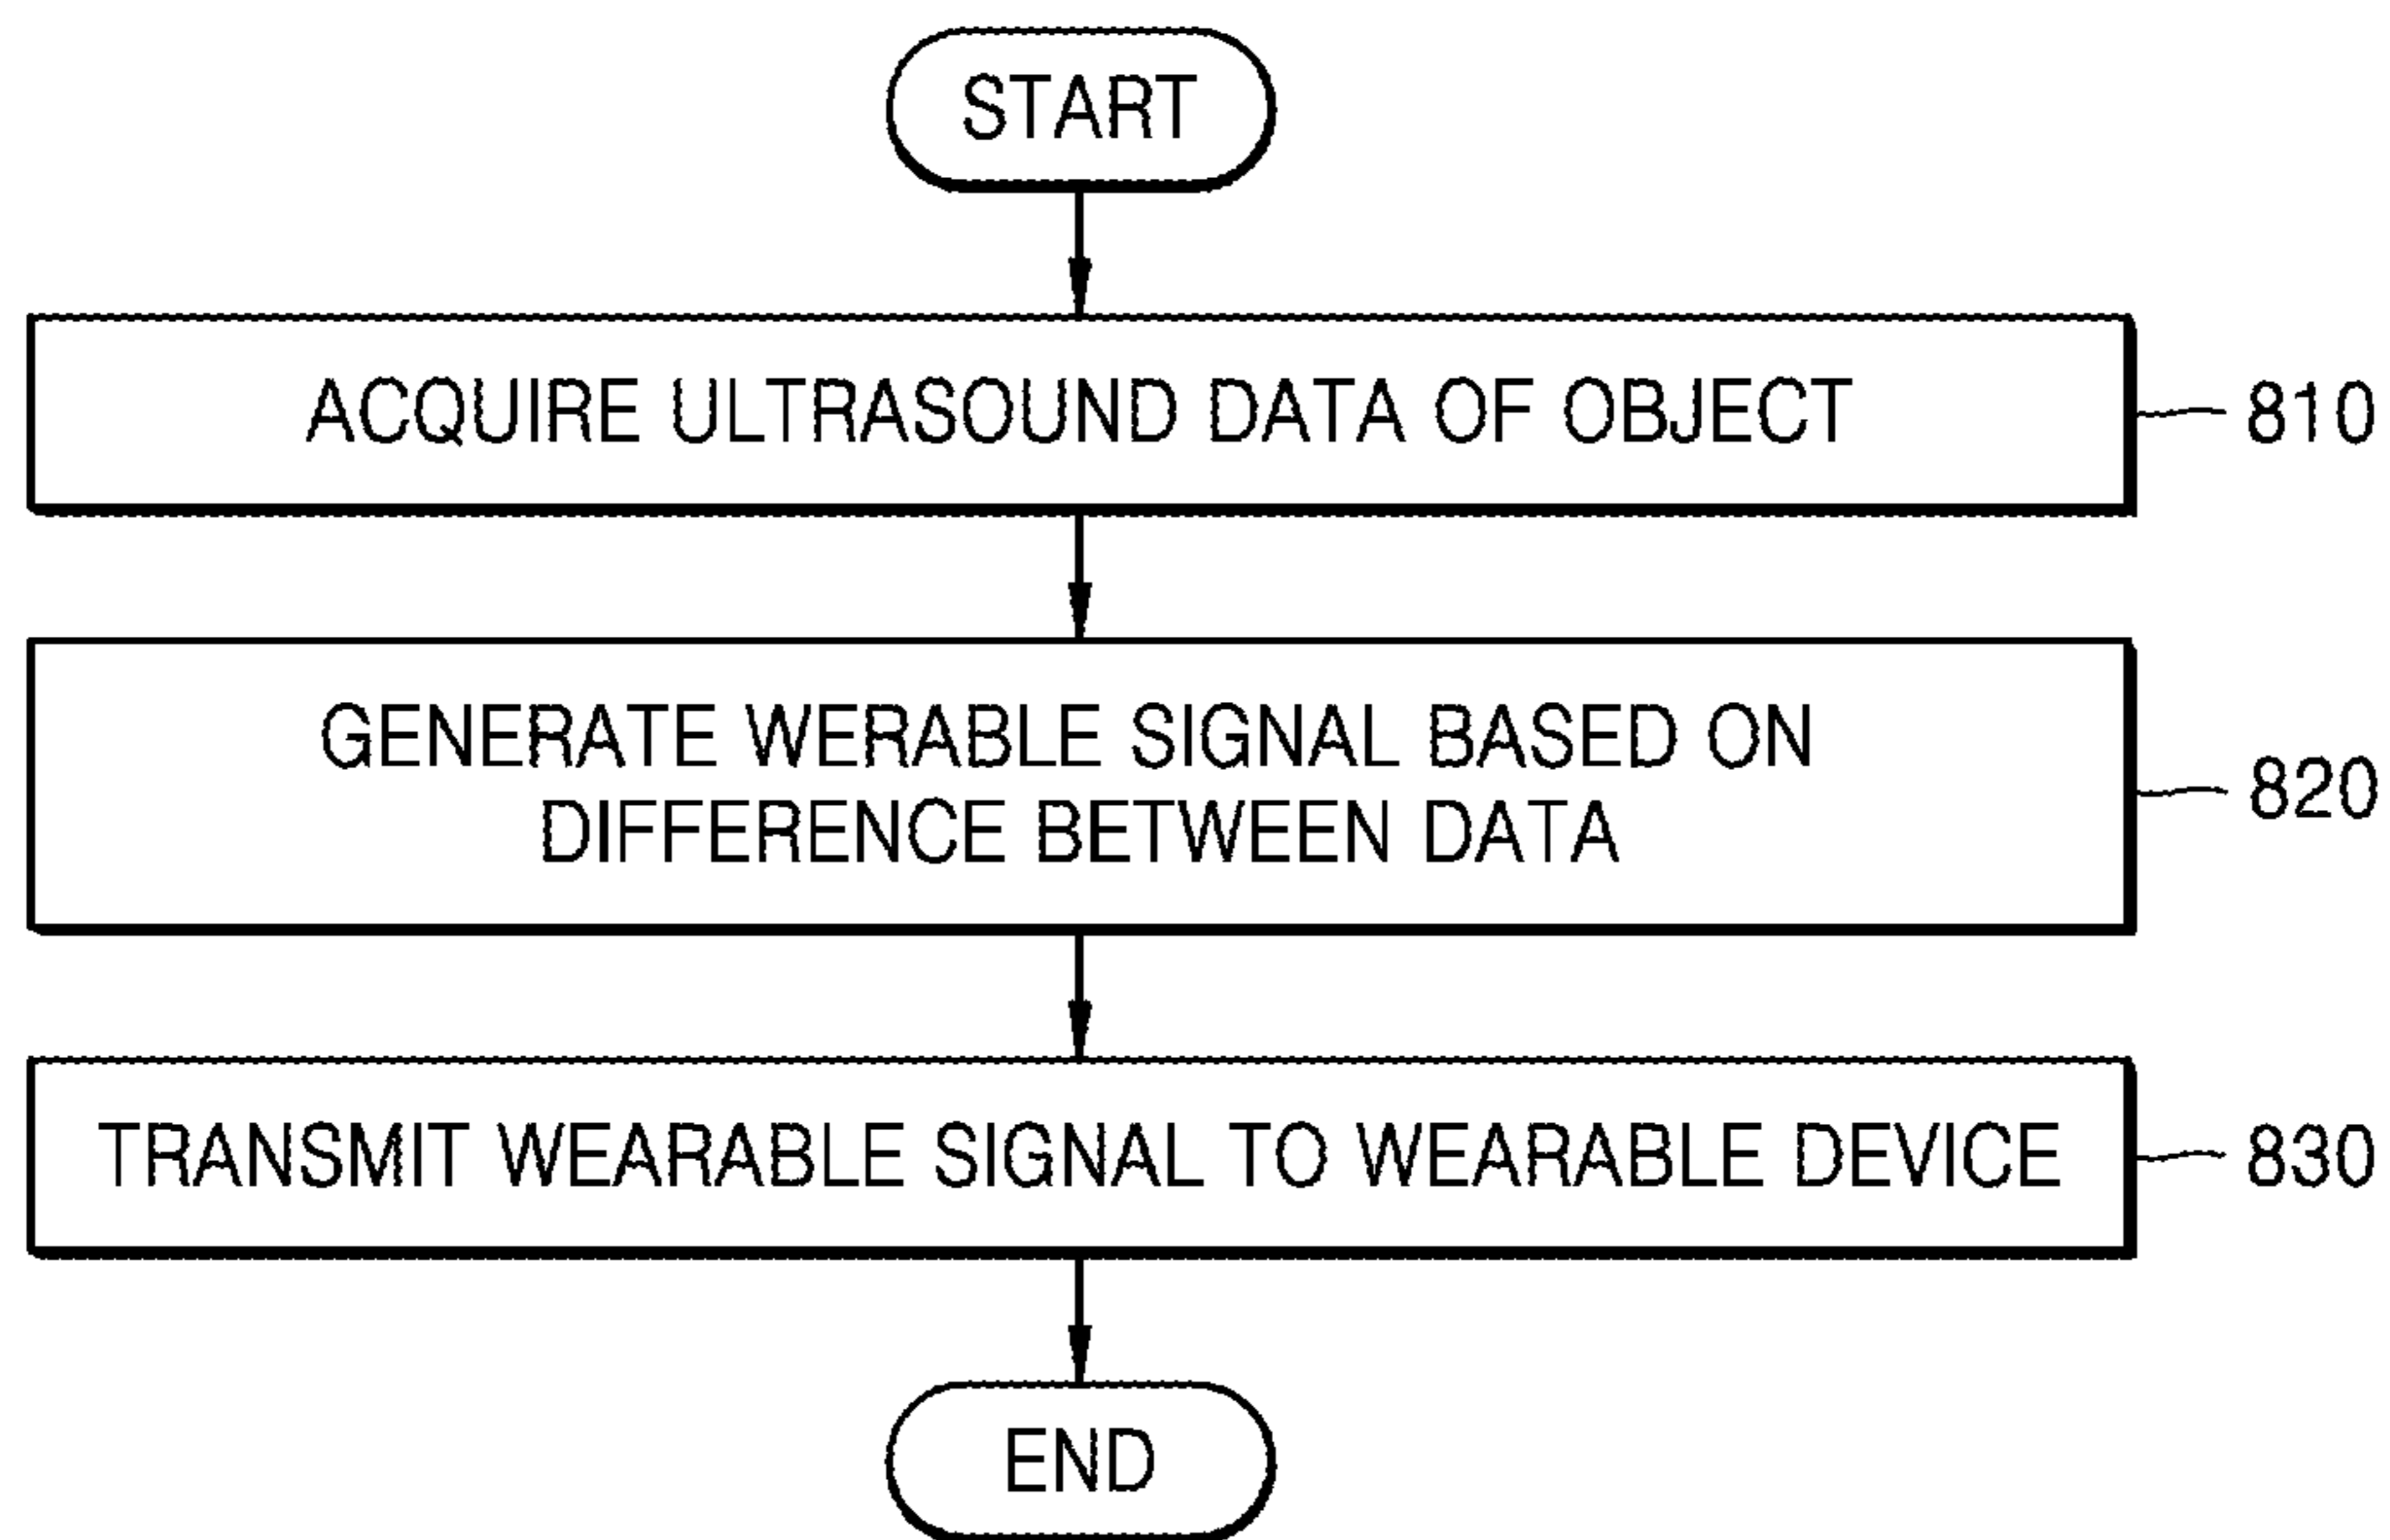 START
ACQUIRE ULTRASOUND DATA OF OBJECT
810
GENERATE WERABLE SIGNAL BASED ON
DIFFERENCE BETWEEN DATA
820
TRANSMIT WEARABLE SIGNAL TO WEARABLE DEVICE
830
END